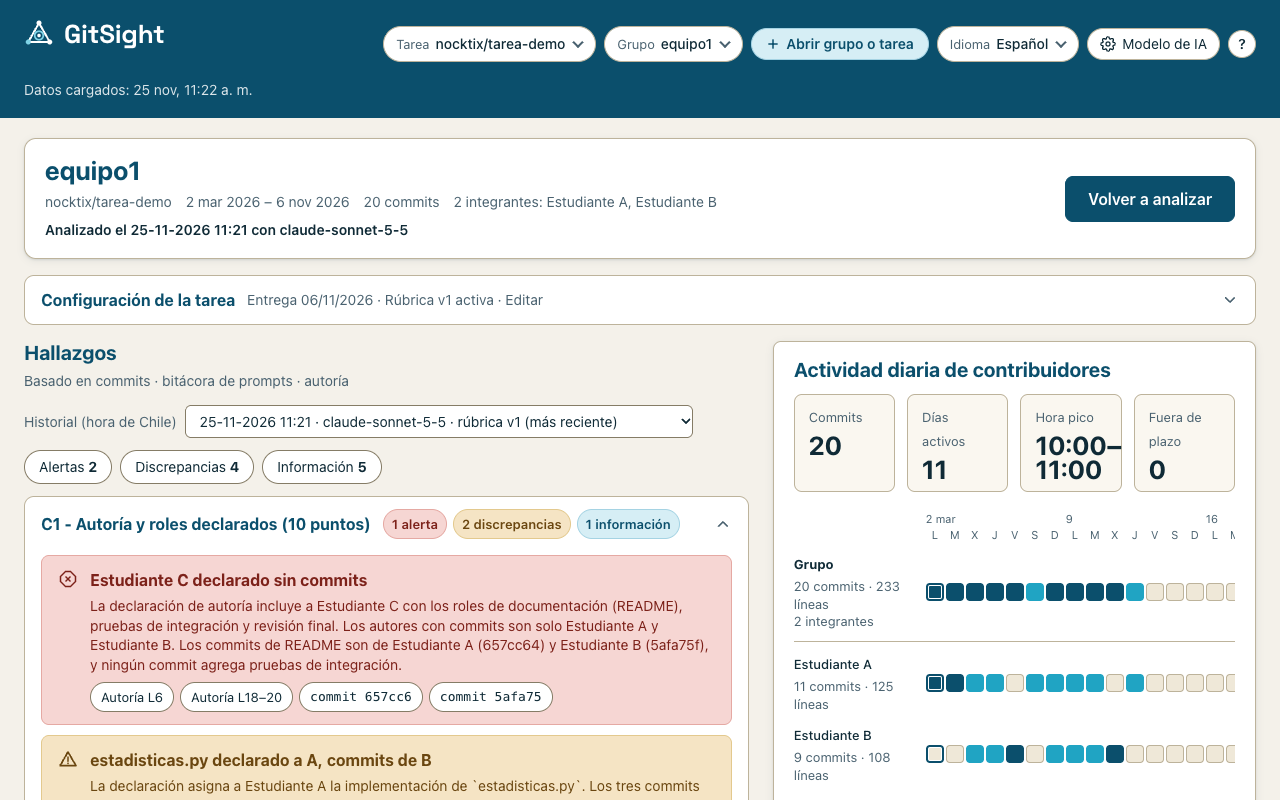 GitSight
Tarea nocktix/tarea-demo
Grupo equipo1
+ Abrir grupo o tarea
Idioma Español
Modelo de IA
?
Datos cargados: 25 nov, 11:22 a. m.
equipo1
nocktix/tarea-demo 2 mar 2026 – 6 nov 2026 20 commits 2 integrantes: Estudiante A, Estudiante B
Analizado el 25-11-2026 11:21 con claude-sonnet-5-5
Volver a analizar
Configuración de la tarea Entrega 06/11/2026 · Rúbrica v1 activa · Editar
Hallazgos
Basado en commits · bitácora de prompts · autoría
Historial (hora de Chile) 25-11-2026 11:21 · claude-sonnet-5-5 · rúbrica v1 (más reciente)
Alertas 2 Discrepancias 4 Información 5
C1 - Autoría y roles declarados (10 puntos) 1 alerta 2 discrepancias 1 información
Estudiante C declarado sin commits
La declaración de autoría incluye a Estudiante C con los roles de documentación (README),
pruebas de integración y revisión final. Los autores con commits son solo Estudiante A y
Estudiante B. Los commits de README son de Estudiante A (657cc64) y Estudiante B (5afa75f),
y ningún commit agrega pruebas de integración.
Autoría L6 Autoría L18–20 commit 657cc6 commit 5afa75
estadisticas.py declarado a A, commits de B
La declaración asigna a Estudiante A la implementación de `estadisticas.py`. Los tres commits
Actividad diaria de contribuidores
Commits
20
Días
activos
11
Hora pico
10:00–
11:00
Fuera de
plazo
0
2 mar 9 16
L M X J V S D L M X J V S D L M
Grupo
20 commits · 233
líneas
2 integrantes
Estudiante A
11 commits · 125
líneas
Estudiante B
9 commits · 108
líneas